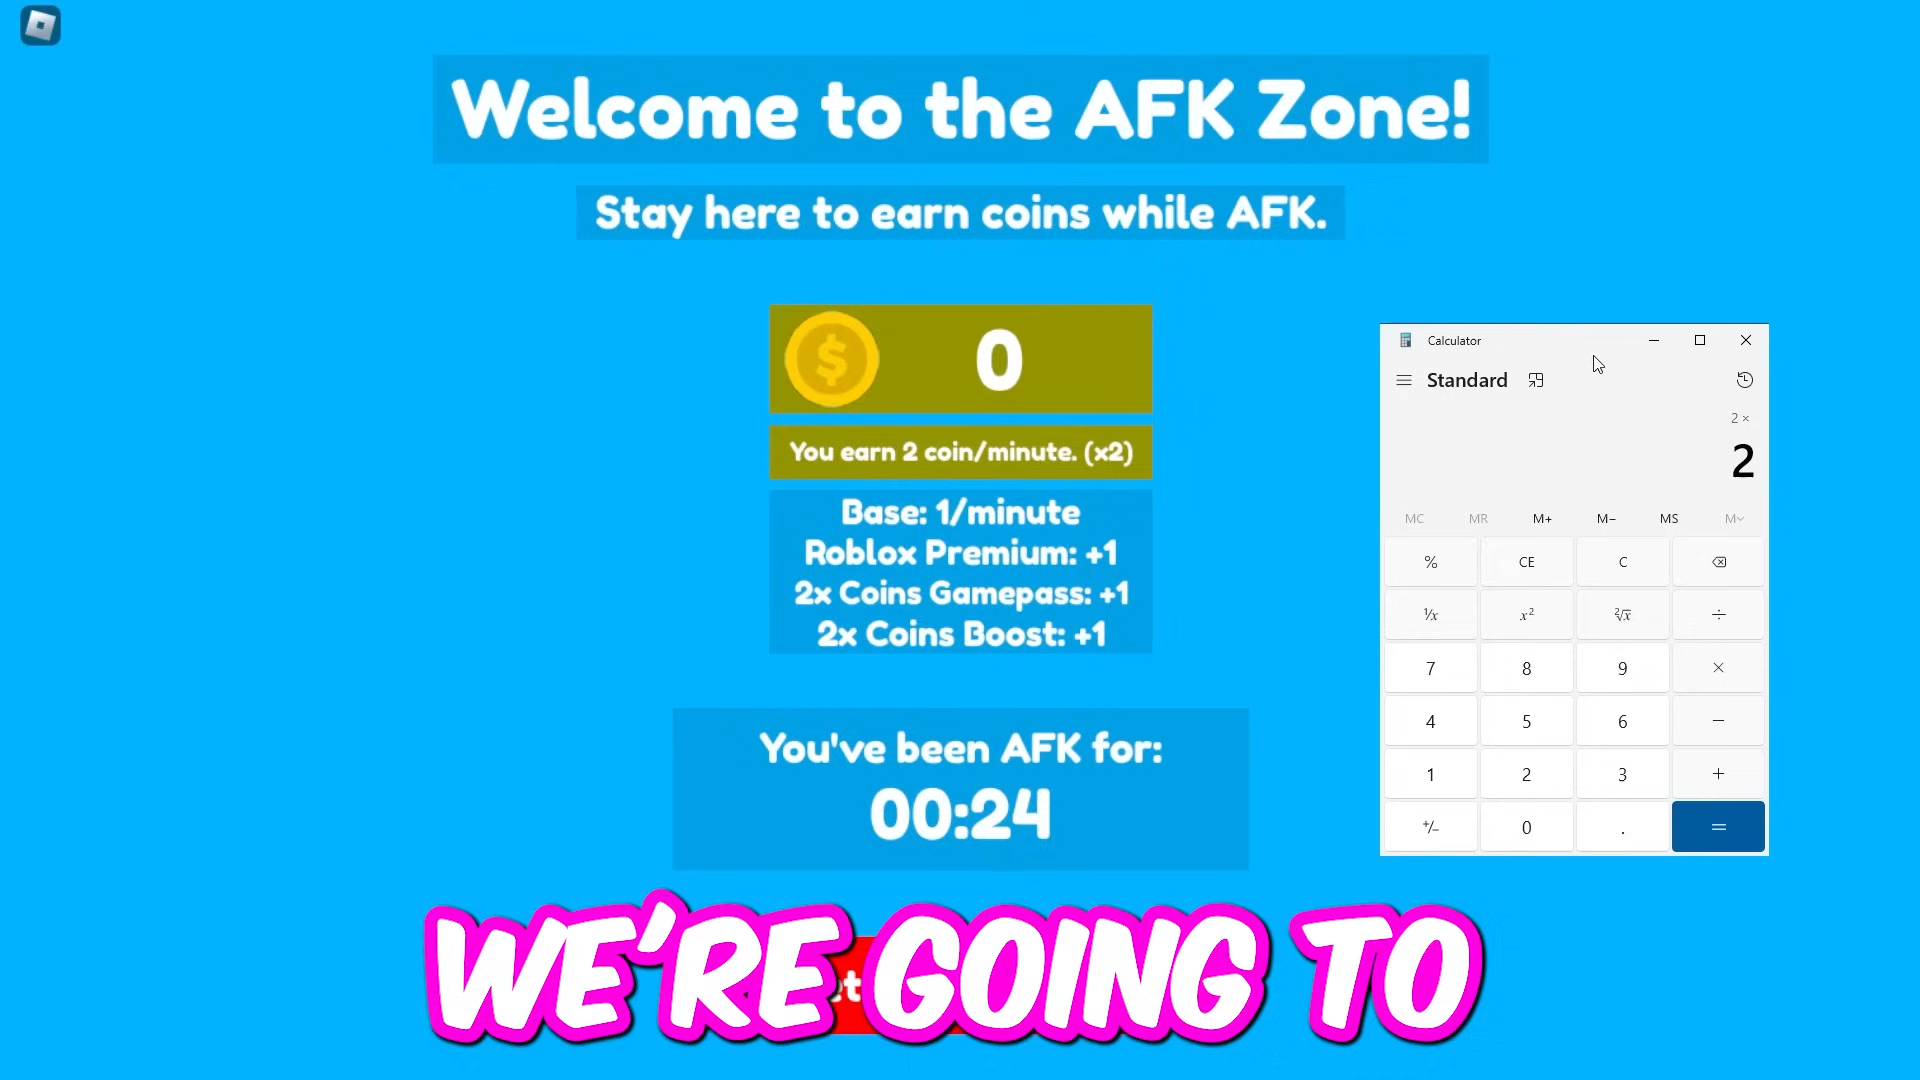 Welcome to the AFK Zone!
Stay here to earn coins while AFK.
$ 0
You earn 2 coin/minute. (x2)
Base: 1/minute
Roblox Premium: +1
2x Coins Gamepass: +1
2x Coins Boost: +1
You've been AFK for:
00:24
WE'RE GOING TO
Calculator
Standard
2 ×
2
MC MR M+ M− MS M˅
% CE C
¹/x x² ²√x ÷
7 8 9 ×
4 5 6 −
1 2 3 +
+/− 0 . =